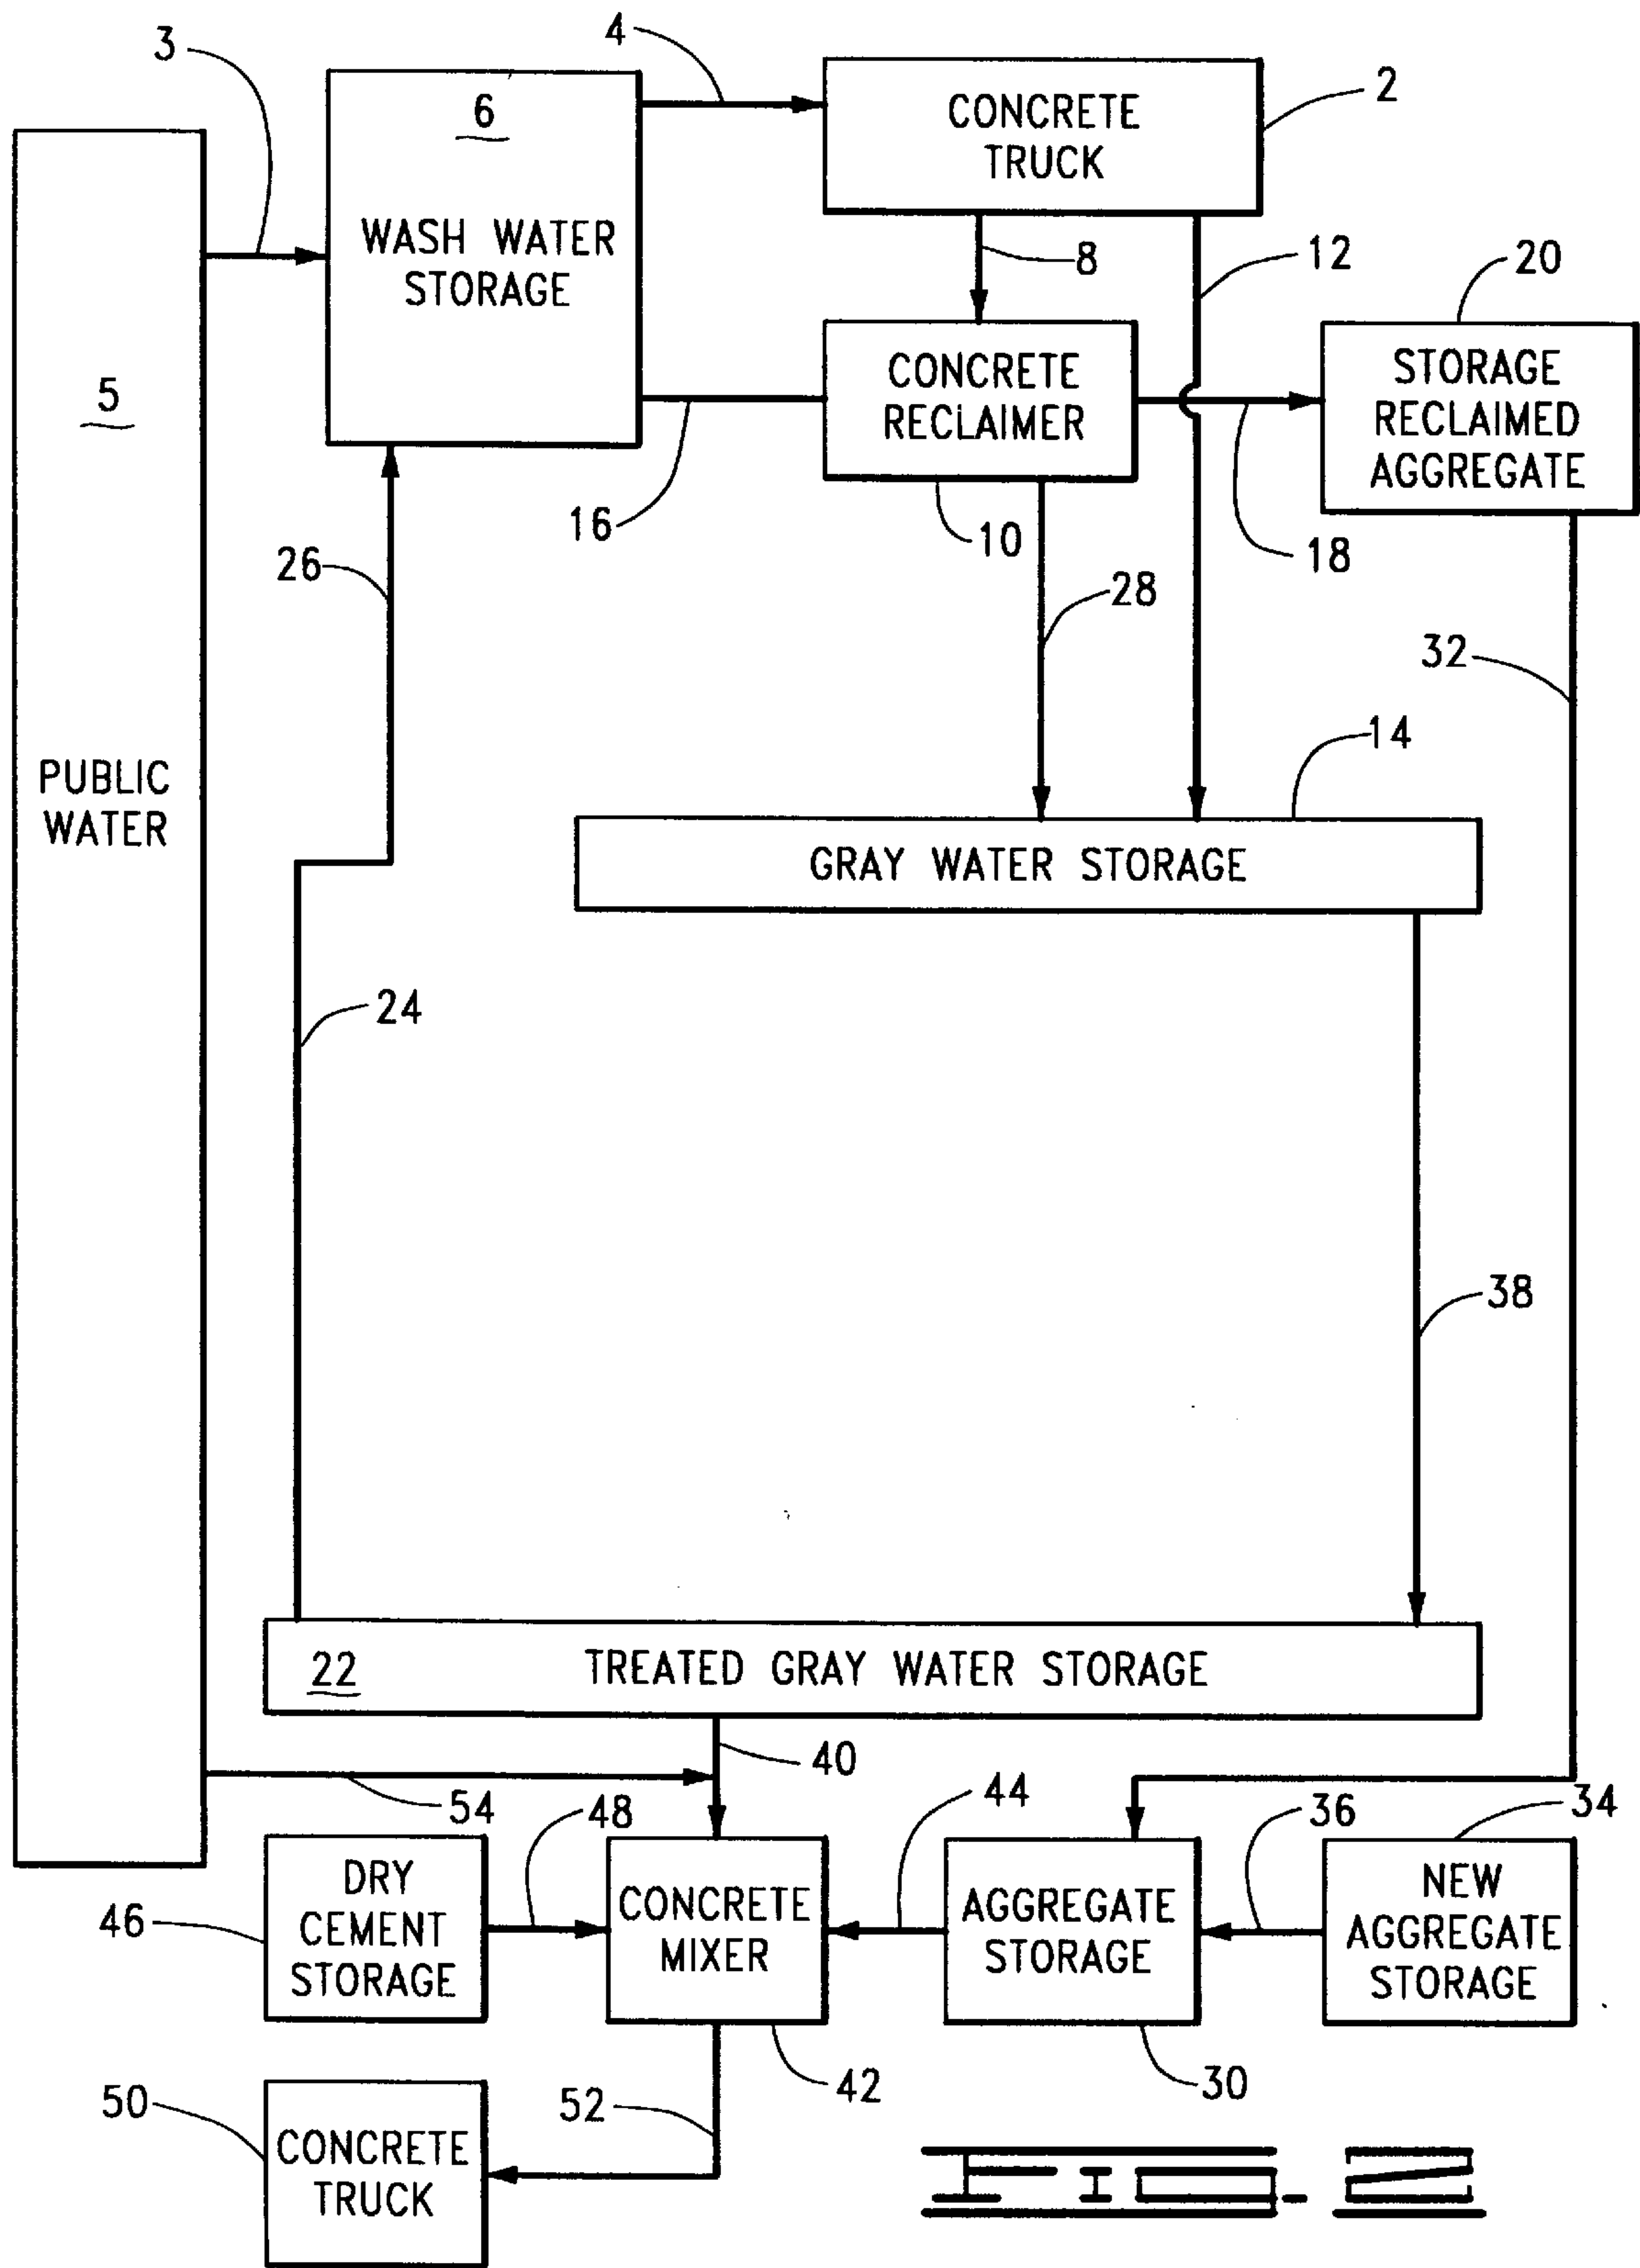 3
4
6
CONCRETE
TRUCK
2
WASH WATER
STORAGE
8
12
20
5
CONCRETE
RECLAIMER
STORAGE
RECLAIMED
AGGREGATE
16
10
18
26
28
32
14
PUBLIC
WATER
GRAY WATER STORAGE
24
38
22
TREATED GRAY WATER STORAGE
40
54
48
44
36
34
46
DRY
CEMENT
STORAGE
CONCRETE
MIXER
AGGREGATE
STORAGE
NEW
AGGREGATE
STORAGE
50
52
42
30
CONCRETE
TRUCK
FIG. 2